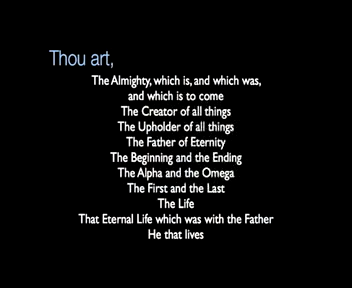 Thou art,
The Almighty, which is, and which was,
and which is to come
The Creator of all things
The Upholder of all things
The Father of Eternity
The Beginning and the Ending
The Alpha and the Omega
The First and the Last
The Life
That Eternal Life which was with the Father
He that lives